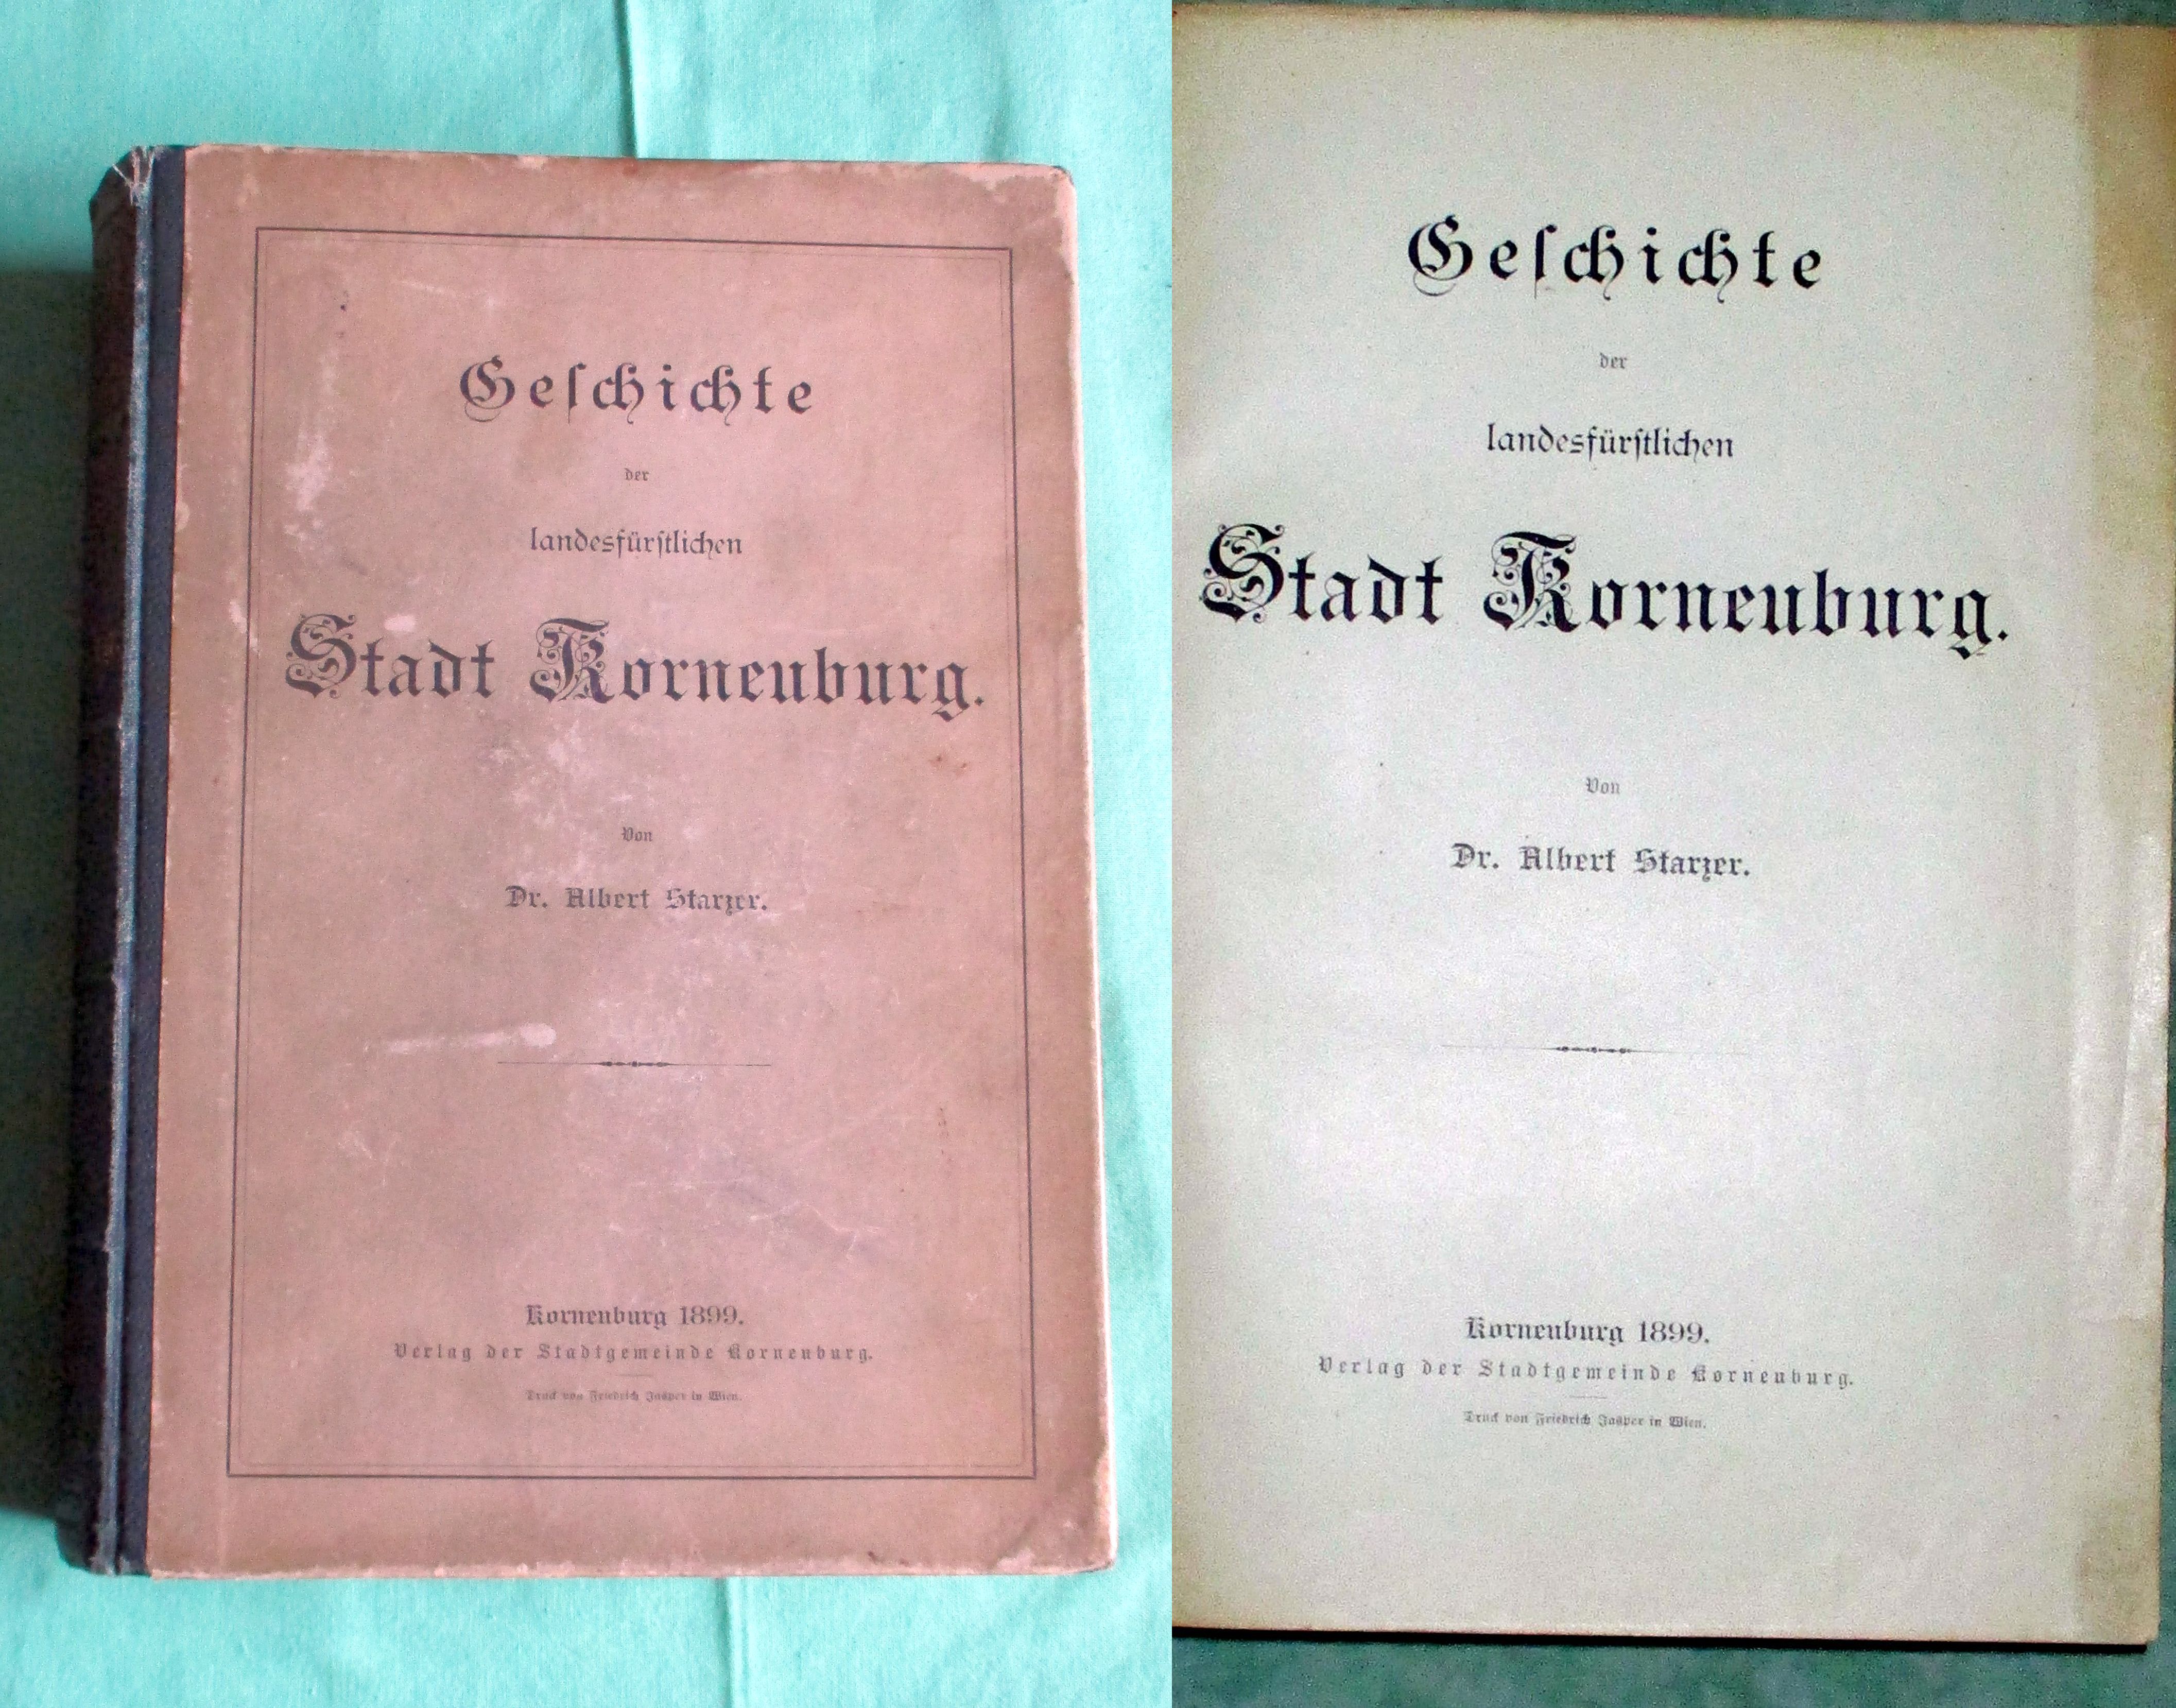 Geſchichte
der
landesfürſtlichen
Stadt Korneuburg.
Von
Dr. Albert Starzer.
Korneuburg 1899.
Verlag der Stadtgemeinde Korneuburg.
Druck von Friedrich Jasper in Wien.
Geſchichte
der
landesfürſtlichen
Stadt Korneuburg.
Von
Dr. Albert Starzer.
Korneuburg 1899.
Verlag der Stadtgemeinde Korneuburg.
Druck von Friedrich Jasper in Wien.